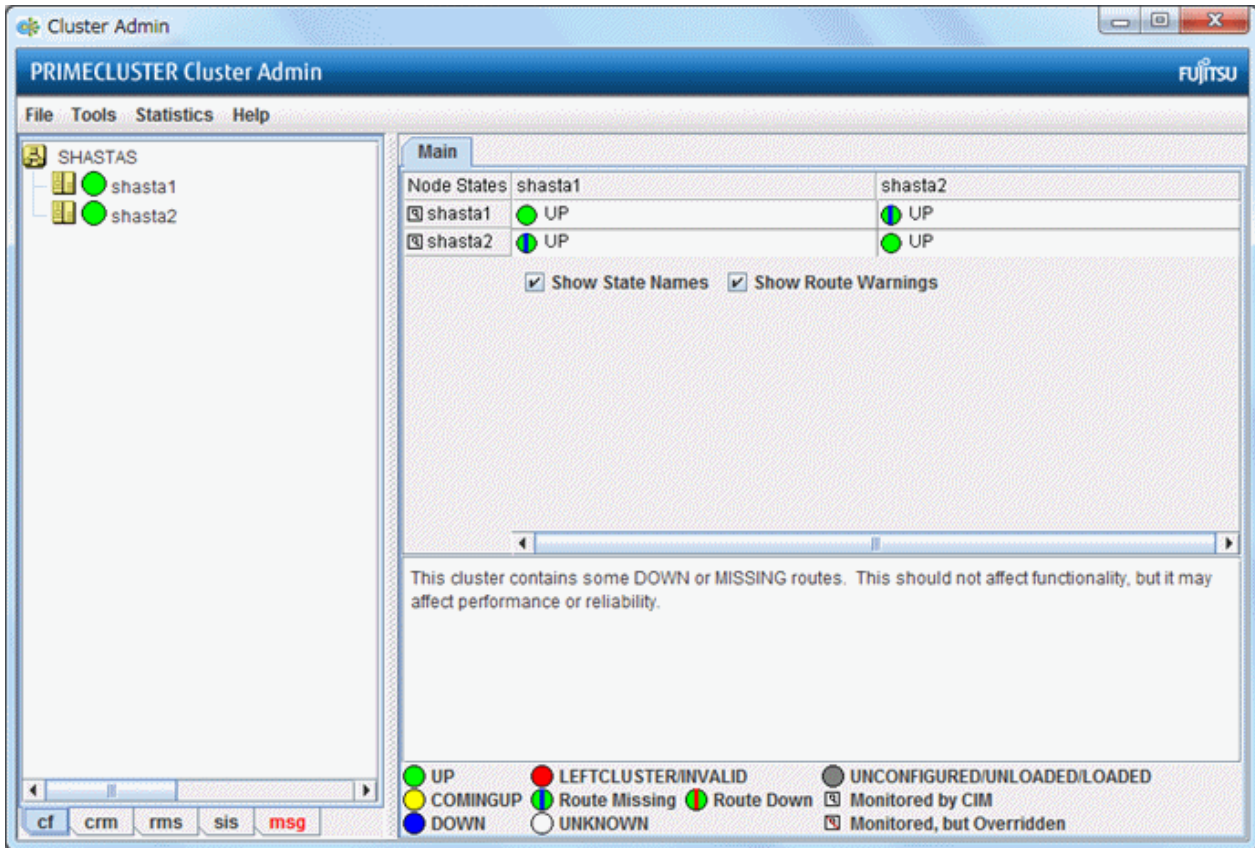 Cluster Admin
PRIMECLUSTER Cluster Admin
FUJITSU
File Tools Statistics Help
SHASTAS
shasta1
shasta2
Main
Node States shasta1 shasta2
shasta1 UP UP
shasta2 UP UP
Show State Names Show Route Warnings
This cluster contains some DOWN or MISSING routes. This should not affect functionality, but it may
affect performance or reliability.
UP LEFTCLUSTER/INVALID UNCONFIGURED/UNLOADED/LOADED
COMINGUP Route Missing Route Down Monitored by CIM
DOWN UNKNOWN Monitored, but Overridden
cf crm rms sis msg